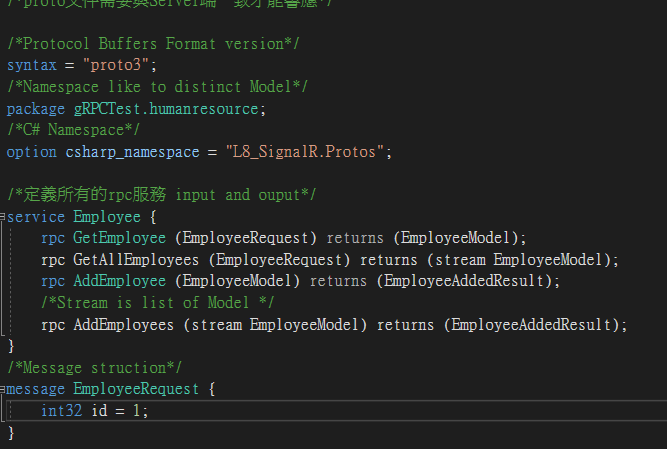 /*proto文件需要與Server端一致才能響應*/
/*Protocol Buffers Format version*/
syntax = "proto3";
/*Namespace like to distinct Model*/
package gRPCTest.humanresource;
/*C# Namespace*/
option csharp_namespace = "L8_SignalR.Protos";
/*定義所有的rpc服務 input and ouput*/
service Employee {
    rpc GetEmployee (EmployeeRequest) returns (EmployeeModel);
    rpc GetAllEmployees (EmployeeRequest) returns (stream EmployeeModel);
    rpc AddEmployee (EmployeeModel) returns (EmployeeAddedResult);
    /*Stream is list of Model */
    rpc AddEmployees (stream EmployeeModel) returns (EmployeeAddedResult);
}
/*Message struction*/
message EmployeeRequest {
    int32 id = 1;
}